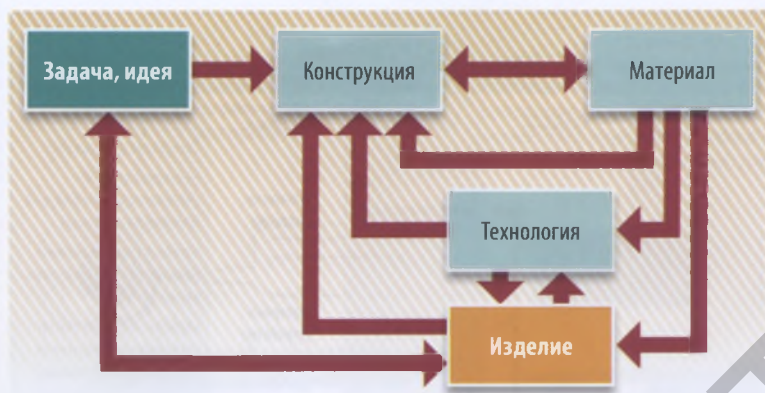 Задача, идея
Конструкция
Материал
Технология
Изделие